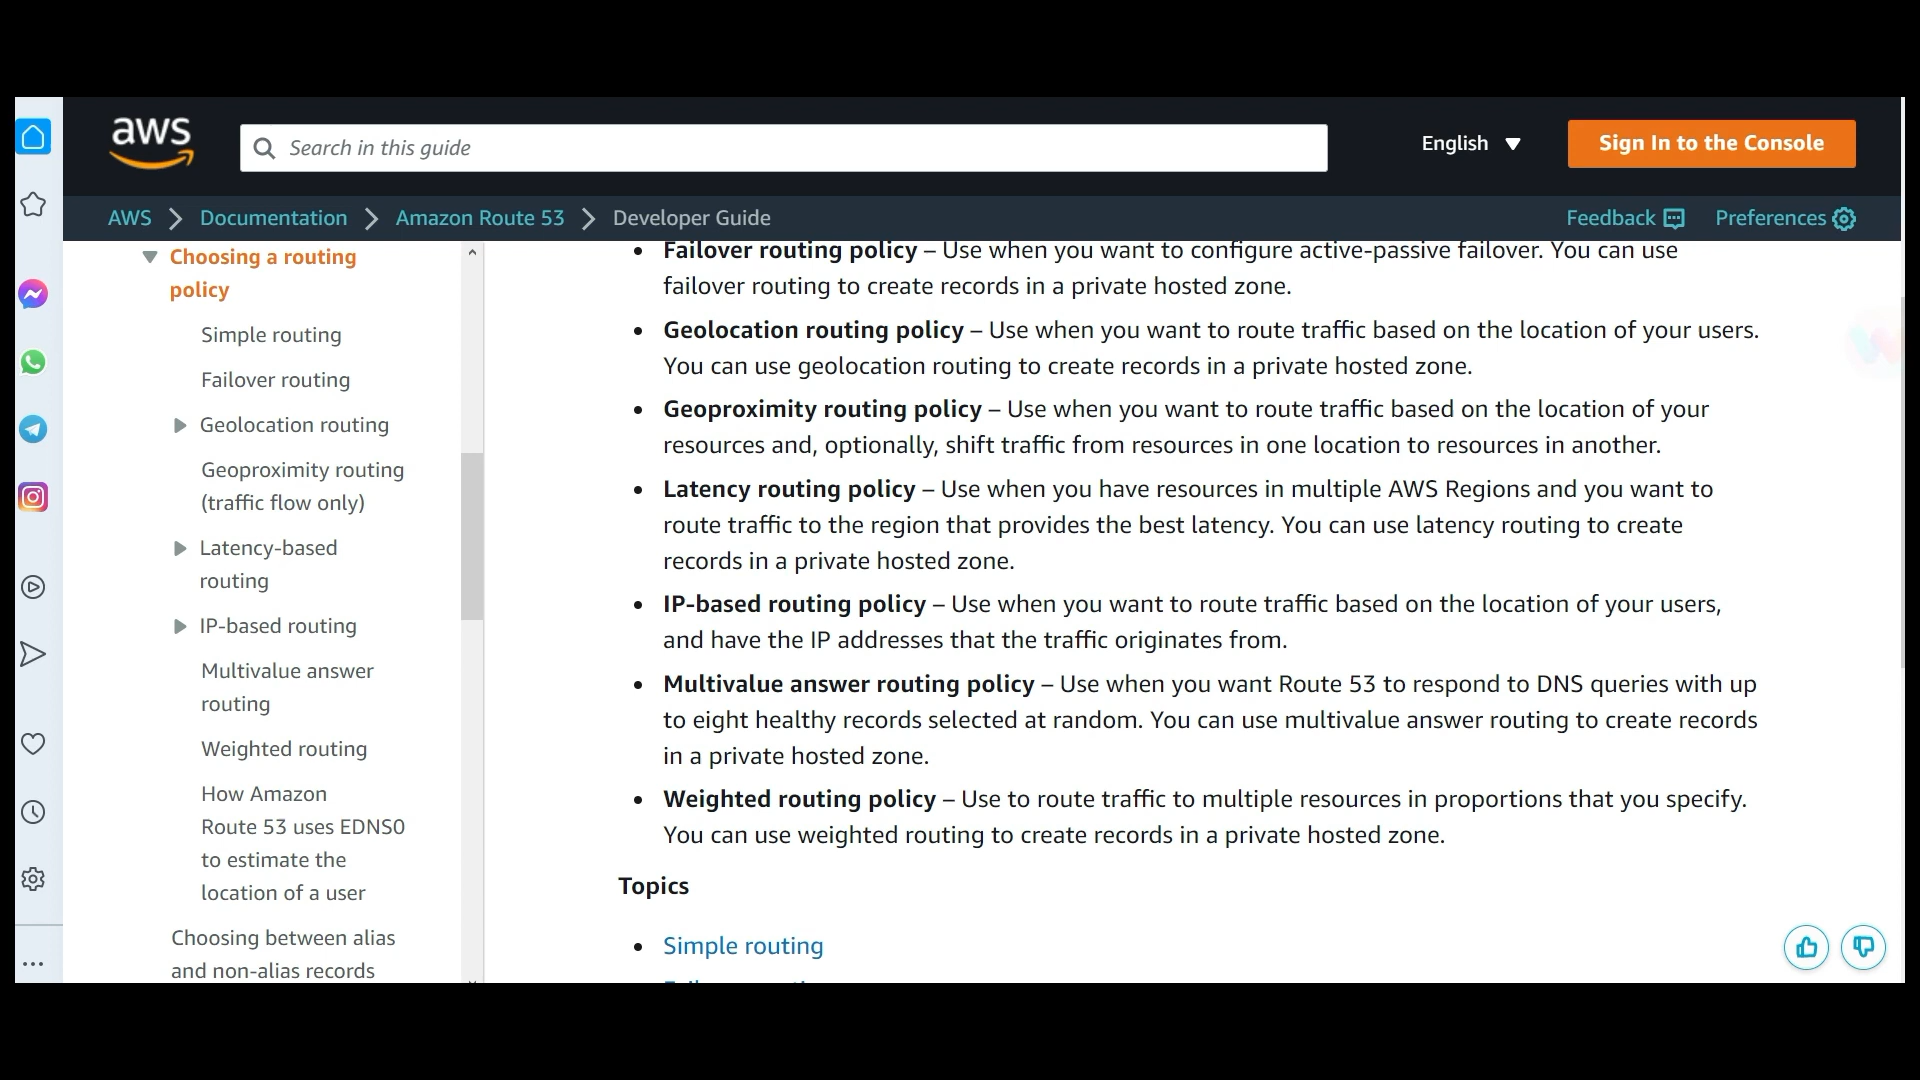 aws
Search in this guide
English
Sign In to the Console
AWS
Documentation
Amazon Route 53
Developer Guide
Feedback
Preferences
Choosing a routing
policy
Simple routing
Failover routing
Geolocation routing
Geoproximity routing
(traffic flow only)
Latency-based
routing
IP-based routing
Multivalue answer
routing
Weighted routing
How Amazon
Route 53 uses EDNS0
to estimate the
location of a user
Choosing between alias
and non-alias records
• Failover routing policy – Use when you want to configure active-passive failover. You can use
failover routing to create records in a private hosted zone.
• Geolocation routing policy – Use when you want to route traffic based on the location of your users.
You can use geolocation routing to create records in a private hosted zone.
• Geoproximity routing policy – Use when you want to route traffic based on the location of your
resources and, optionally, shift traffic from resources in one location to resources in another.
• Latency routing policy – Use when you have resources in multiple AWS Regions and you want to
route traffic to the region that provides the best latency. You can use latency routing to create
records in a private hosted zone.
• IP-based routing policy – Use when you want to route traffic based on the location of your users,
and have the IP addresses that the traffic originates from.
• Multivalue answer routing policy – Use when you want Route 53 to respond to DNS queries with up
to eight healthy records selected at random. You can use multivalue answer routing to create records
in a private hosted zone.
• Weighted routing policy – Use to route traffic to multiple resources in proportions that you specify.
You can use weighted routing to create records in a private hosted zone.
Topics
• Simple routing